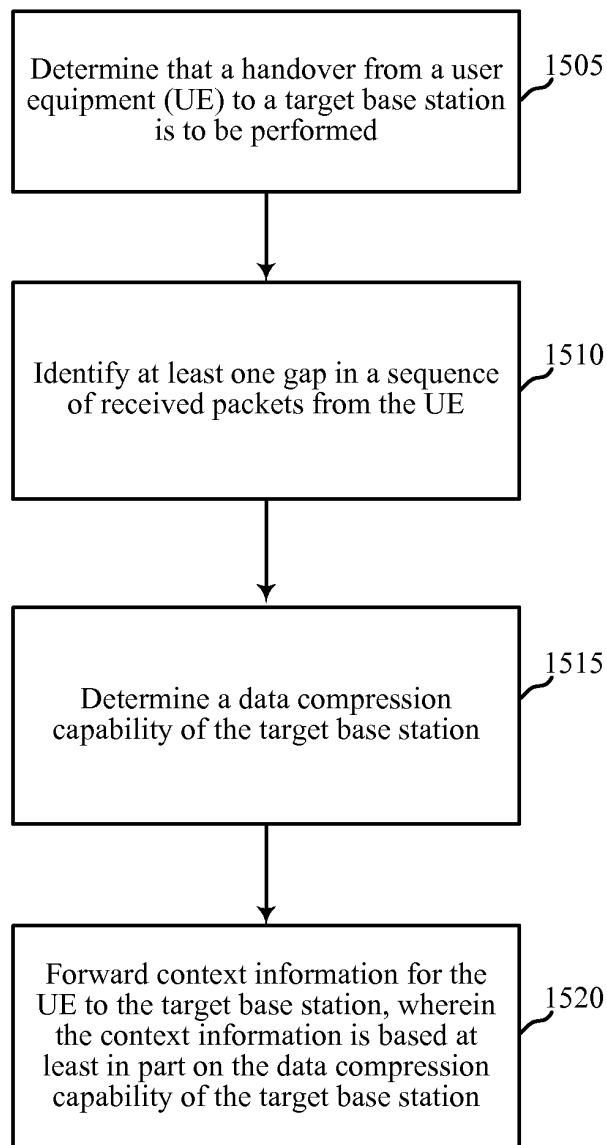 Determine that a handover from a user
equipment (UE) to a target base station
is to be performed
1505
Identify at least one gap in a sequence
of received packets from the UE
1510
Determine a data compression
capability of the target base station
1515
Forward context information for the
UE to the target base station, wherein
the context information is based at
least in part on the data compression
capability of the target base station
1520